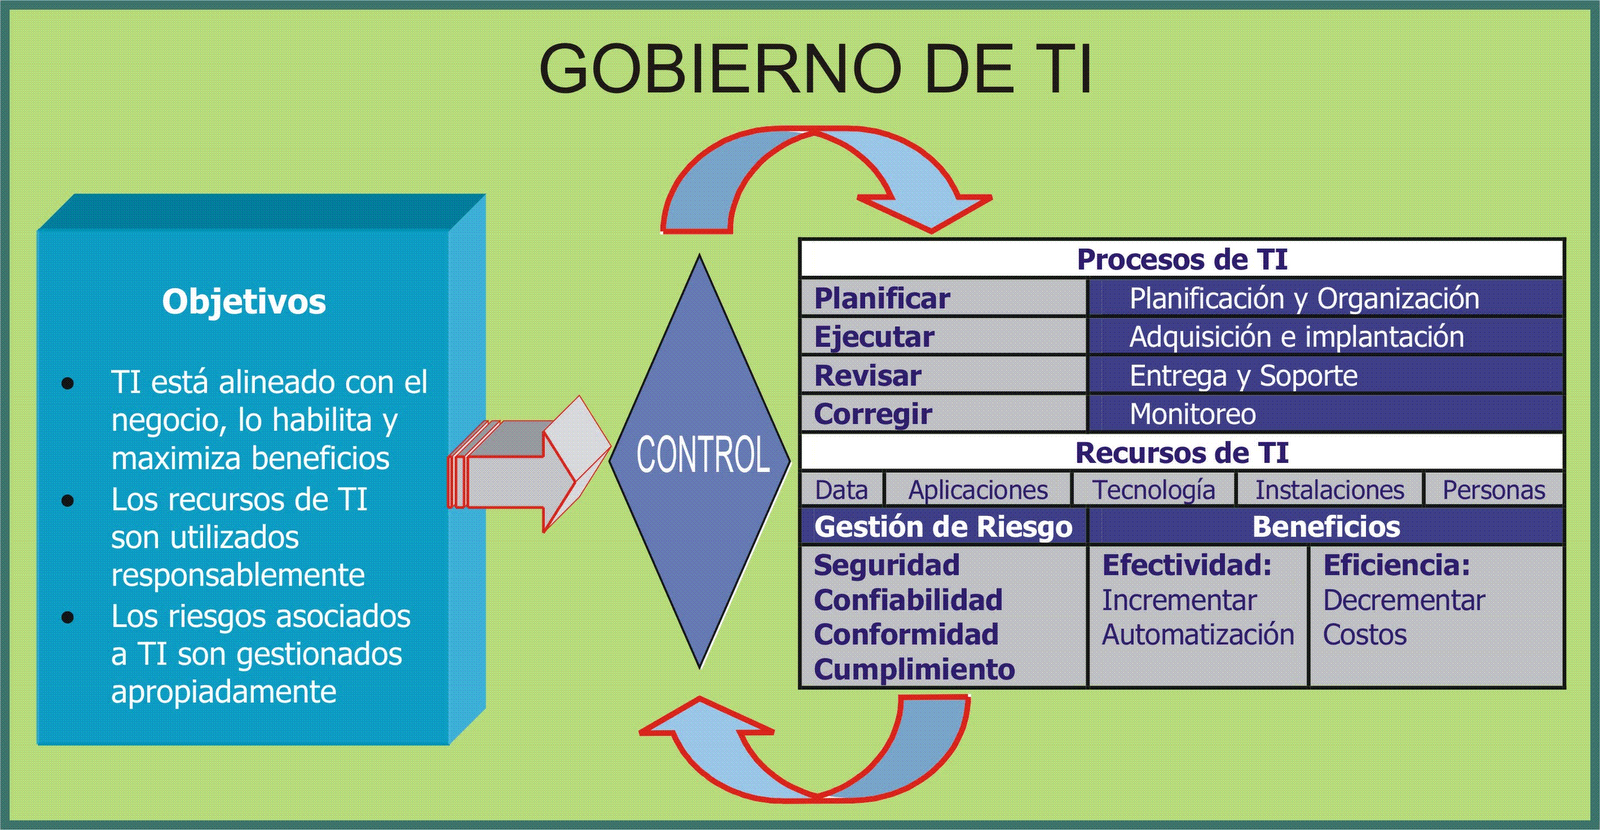 GOBIERNO DE TI
Objetivos
• TI está alineado con el
negocio, lo habilita y
maximiza beneficios
• Los recursos de TI
son utilizados
responsablemente
• Los riesgos asociados
a TI son gestionados
apropiadamente
CONTROL
Procesos de TI
Planificar Planificación y Organización
Ejecutar Adquisición e implantación
Revisar Entrega y Soporte
Corregir Monitoreo
Recursos de TI
Data Aplicaciones Tecnología Instalaciones Personas
Gestión de Riesgo Beneficios
Seguridad Efectividad: Eficiencia:
Confiabilidad Incrementar Decrementar
Conformidad Automatización Costos
Cumplimiento